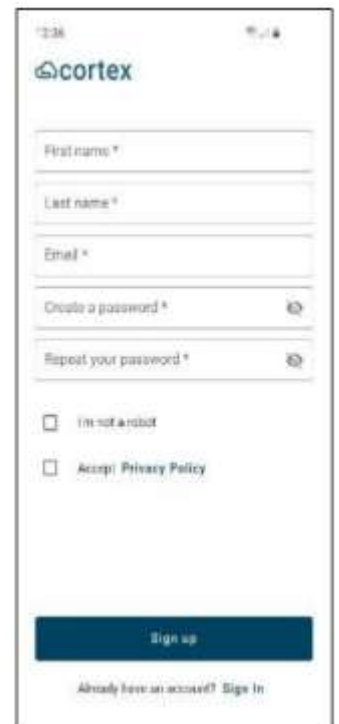 12:36
cortex
First name *
Last name *
Email *
Create a password *
Repeat your password *
I'm not a robot
Accept Privacy Policy
Sign up
Already have an account? Sign In